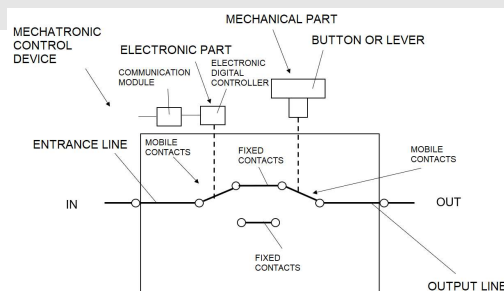 MECHANICAL PART
MECHATRONIC
CONTROL
DEVICE
ELECTRONIC PART
BUTTON OR LEVER
COMMUNICATION
MODULE
ELECTRONIC
DIGITAL
CONTROLLER
ENTRANCE LINE
MOBILE
CONTACTS
FIXED
CONTACTS
MOBILE
CONTACTS
IN
OUT
FIXED
CONTACTS
OUTPUT LINE